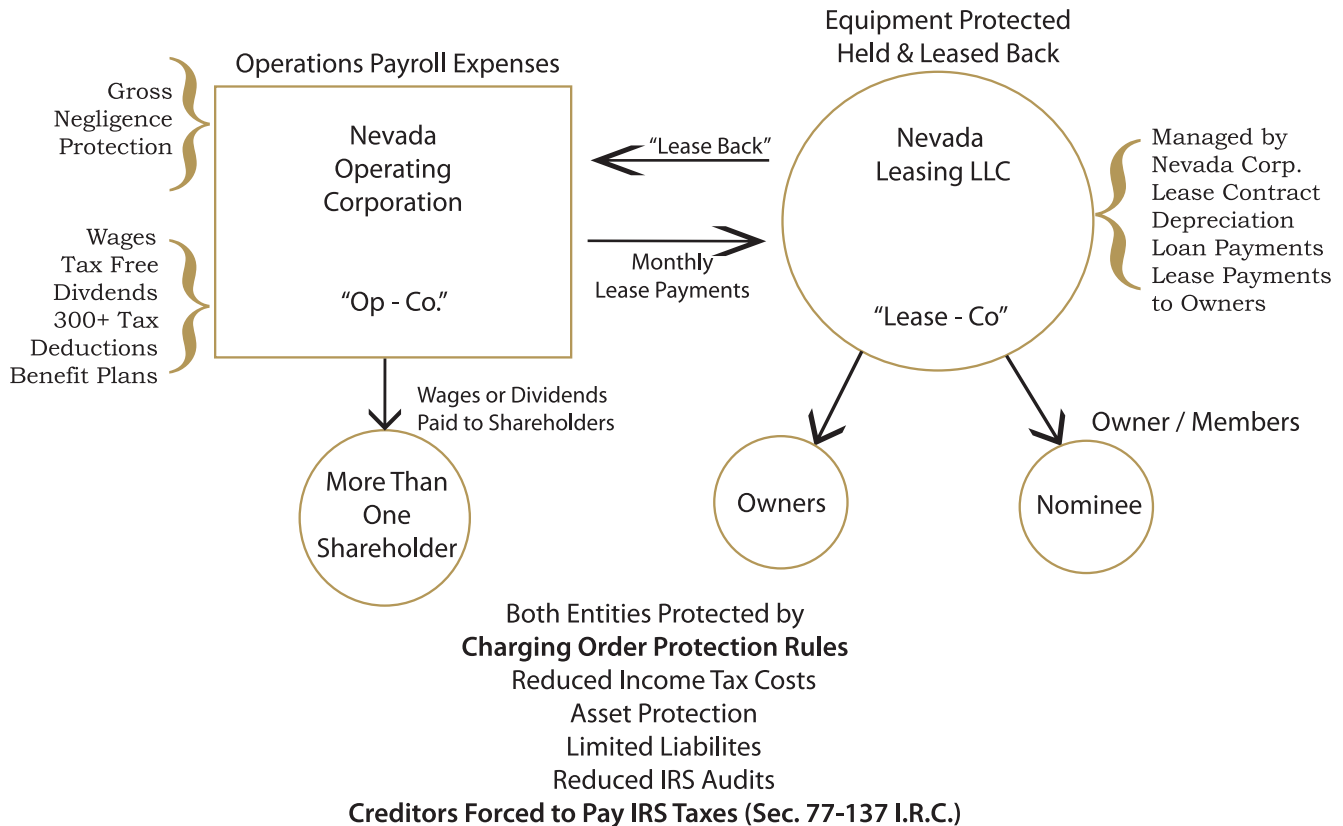 Operations Payroll Expenses
Gross
Negligence
Protection
Wages
Tax Free
Divdends
300+ Tax
Deductions
Benefit Plans
Nevada
Operating
Corporation
“Op - Co.”
“Lease Back”
Monthly
Lease Payments
Equipment Protected
Held & Leased Back
Nevada
Leasing LLC
“Lease - Co”
Managed by
Nevada Corp.
Lease Contract
Depreciation
Loan Payments
Lease Payments
to Owners
Wages or Dividends
Paid to Shareholders
More Than
One
Shareholder
Owners
Owner / Members
Nominee
Both Entities Protected by
Charging Order Protection Rules
Reduced Income Tax Costs
Asset Protection
Limited Liabilites
Reduced IRS Audits
Creditors Forced to Pay IRS Taxes (Sec. 77-137 I.R.C.)